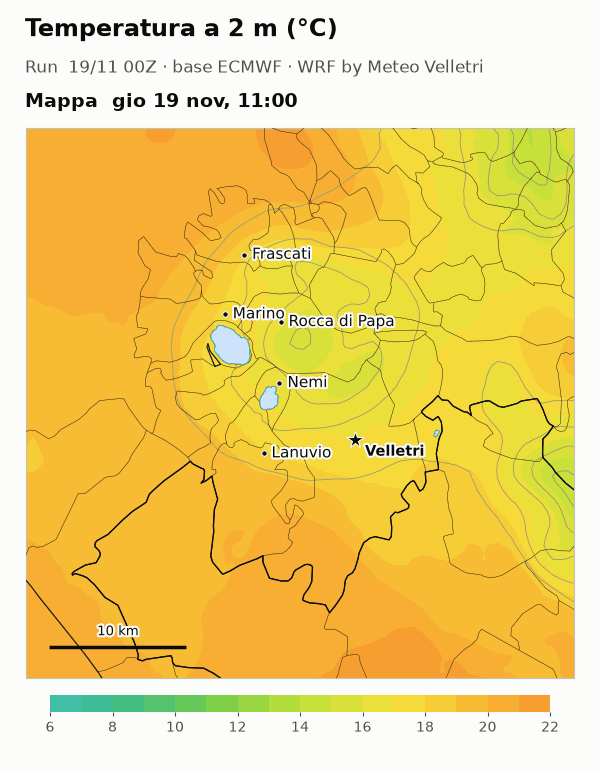 Temperatura a 2 m (°C)
Run 19/11 00Z · base ECMWF · WRF by Meteo Velletri
Mappa gio 19 nov, 11:00
Frascati
Marino
Rocca di Papa
Nemi
Velletri
Lanuvio
10 km
6 8 10 12 14 16 18 20 22